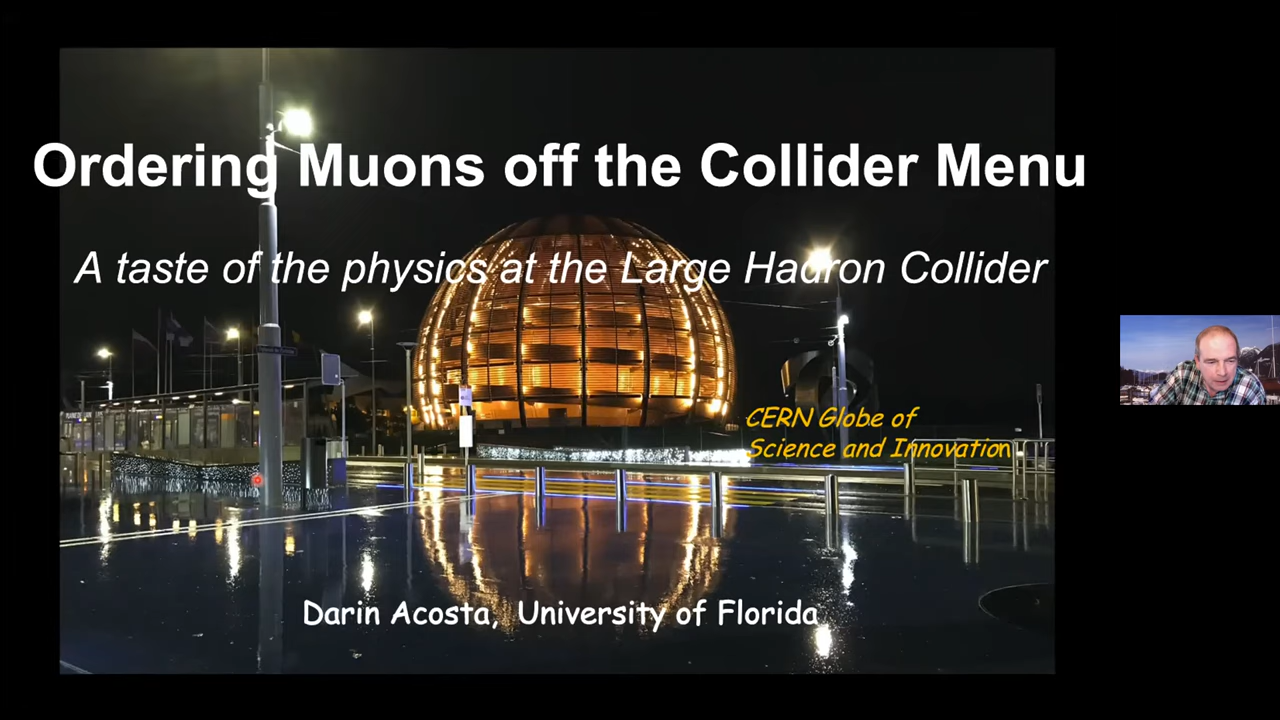 Ordering Muons off the Collider Menu
A taste of the physics at the Large Hadron Collider
CERN Globe of
Science and Innovation
Darin Acosta, University of Florida